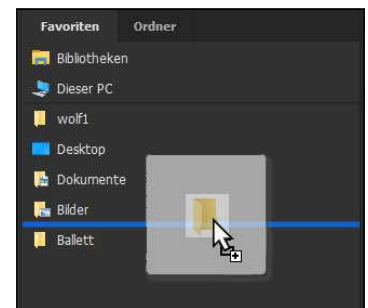 Favoriten Ordner
Bibliotheken
Dieser PC
wolf1
Desktop
Dokumente
Bilder
Ballett